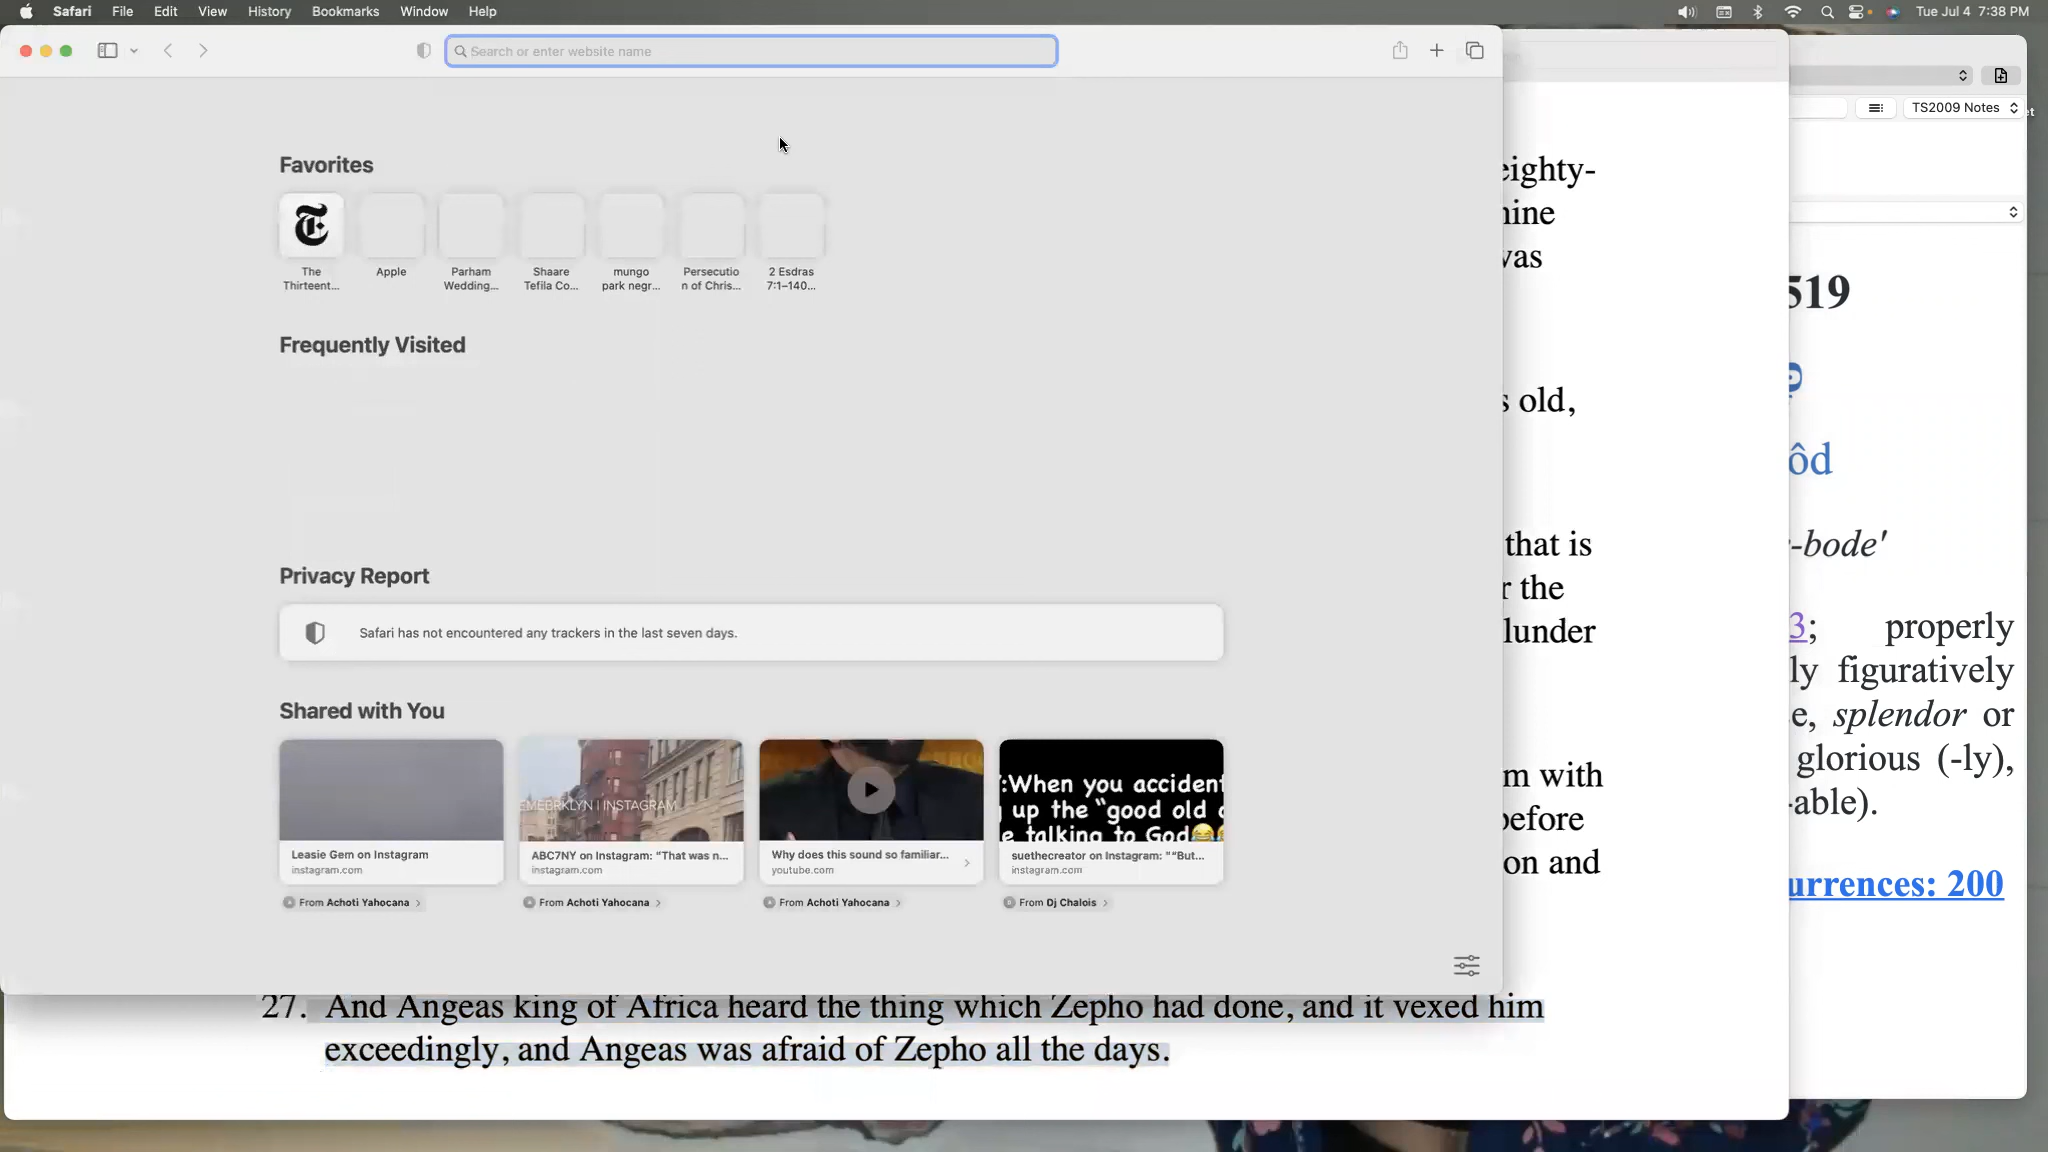 Safari File Edit View History Bookmarks Window Help
Tue Jul 4 7:38 PM
Search or enter website name
TS2009 Notes
Favorites
The Thirteent...
Apple
Parham Wedding...
Shaare Tefila Co...
mungo park negr...
Persecutio n of Chris...
2 Esdras 7:1–140...
Frequently Visited
Privacy Report
Safari has not encountered any trackers in the last seven days.
Shared with You
EMEBRKLYN | INSTAGRAM
:When you accident
up the “good old
e talking to God😂
Leasie Gem on Instagram
instagram.com
From Achoti Yahocana
ABC7NY on Instagram: “That was n...
instagram.com
From Achoti Yahocana
Why does this sound so familiar...
youtube.com
From Achoti Yahocana
suethecreator on Instagram: "“But...
instagram.com
From Dj Chalois
eighty-
nine
was
s old,
that is
r the
lunder
m with
before
on and
27. And Angeas king of Africa heard the thing which Zepho had done, and it vexed him
exceedingly, and Angeas was afraid of Zepho all the days.
519
ôd
-bode'
3; properly
ly figuratively
e, splendor or
glorious (-ly),
-able).
urrences: 200